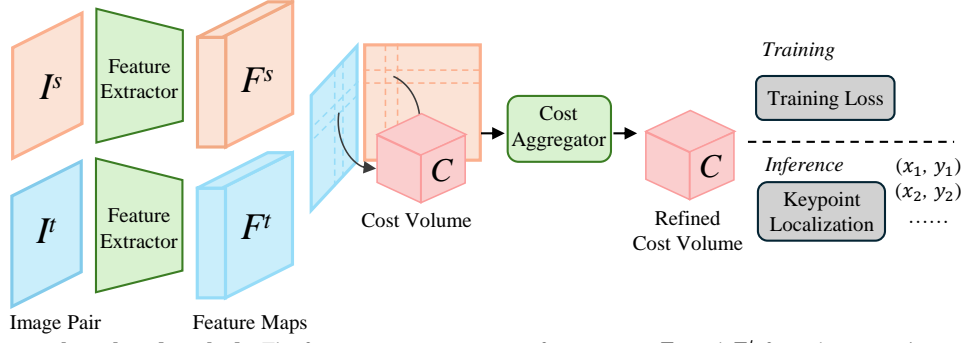 I^s
Feature
Extractor
F^s
I^t
Feature
Extractor
F^t
Image Pair
Feature Maps
C
Cost Volume
Cost
Aggregator
C
Refined
Cost Volume
Training
Training Loss
Inference
Keypoint
Localization
(x₁, y₁)
(x₂, y₂)
......